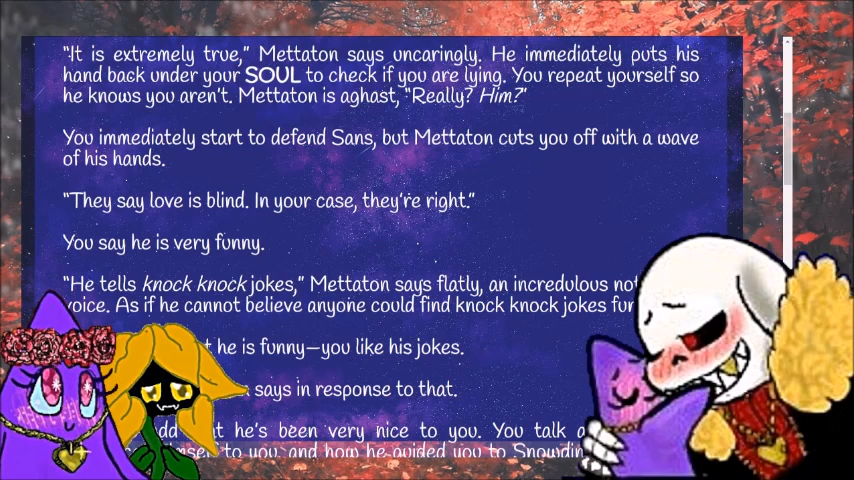 “It is extremely true,” Mettaton says uncaringly. He immediately puts his
hand back under your SOUL to check if you are lying. You repeat yourself so
he knows you aren't. Mettaton is aghast, “Really? Him?”
You immediately start to defend Sans, but Mettaton cuts you off with a wave
of his hands.
“They say love is blind. In your case, they're right.”
You say he is very funny.
“He tells knock knock jokes,” Mettaton says flatly, an incredulous
voice. As if he cannot believe anyone could find knock knock jokes
he is funny—you like his jokes.
says in response to that.
he's been very nice to you. You talk
to you, and how he guided you to